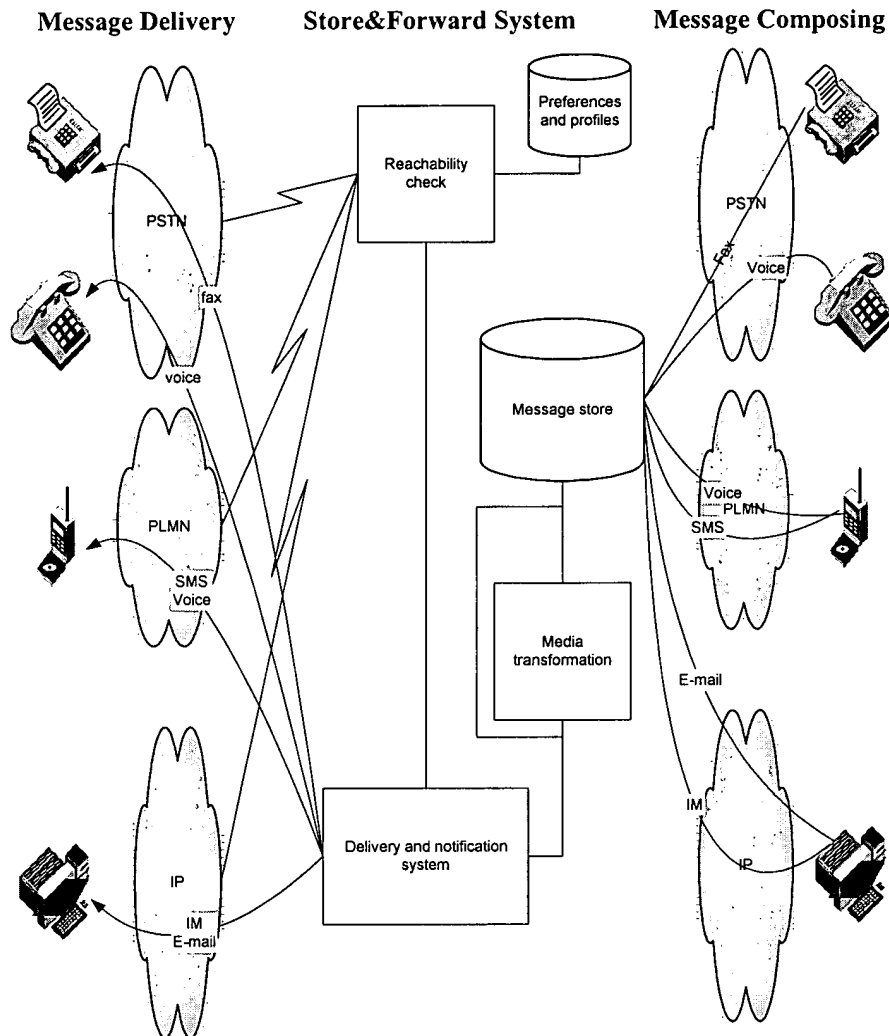 Message Delivery
Store&Forward System
Message Composing
Preferences
and profiles
Reachability
check
PSTN
fax
voice
PSTN
Fax
Voice
Message store
PLMN
SMS
Voice
Voice
PLMN
SMS
Media
transformation
E-mail
IM
Delivery and notification
system
IP
IM
E-mail
IP